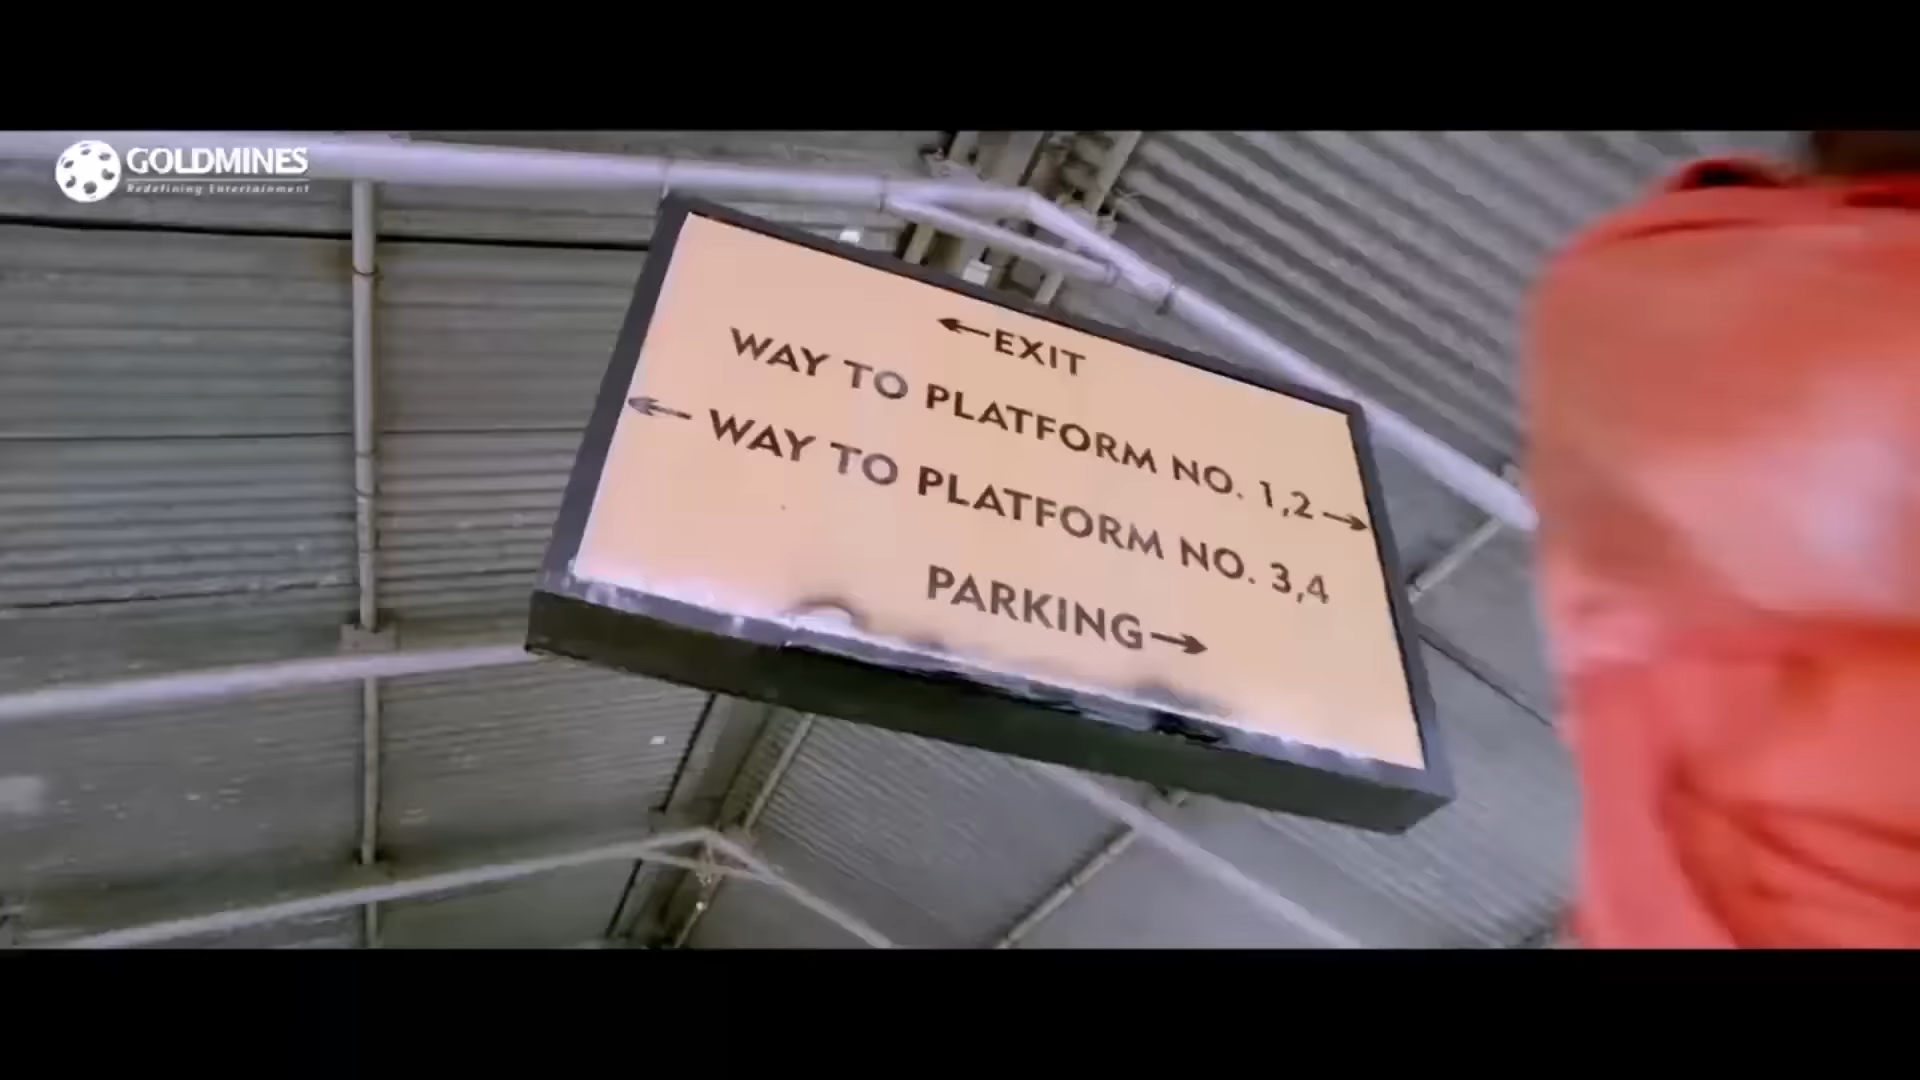 GOLDMINES
Redefining Entertainment
←EXIT
WAY TO PLATFORM NO. 1,2→
← WAY TO PLATFORM NO. 3,4
PARKING→